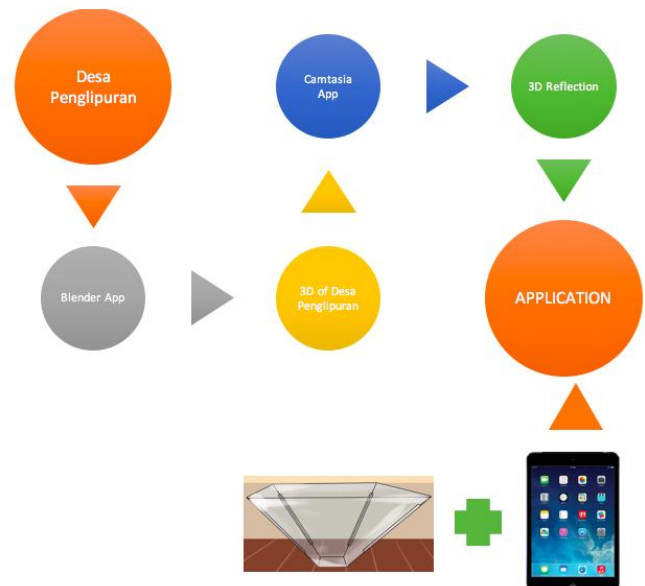 Desa
Penglipuran
Blender App
3D of Desa
Penglipuran
Camtasia
App
3D Reflection
APPLICATION